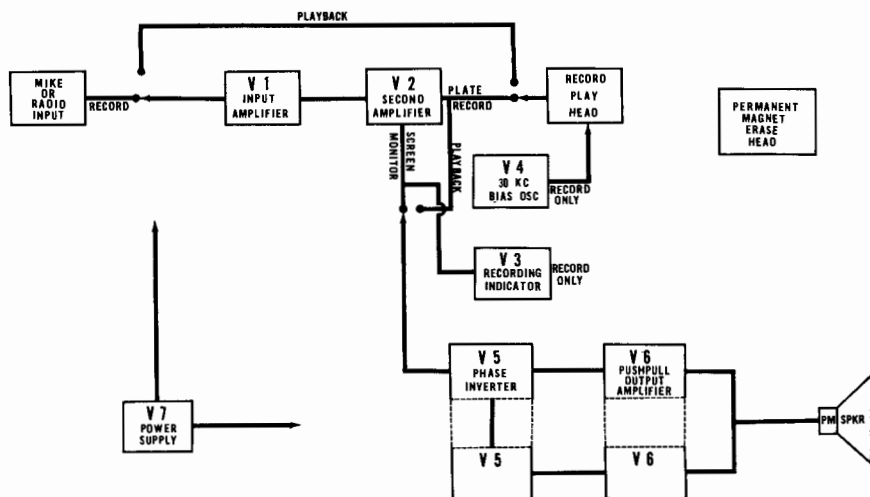 PLAYBACK
MIKE
OR
RADIO
INPUT
RECORD
V 1
INPUT
AMPLIFIER
V 2
SECOND
AMPLIFIER
PLATE
RECORD
RECORD
PLAY
HEAD
PERMANENT
MAGNET
ERASE
HEAD
SCREEN
MONITOR
PLAYBACK
V 4
30 KC
BIAS OSC
RECORD
ONLY
V 3
RECORDING
INDICATOR
RECORD
ONLY
V 5
PHASE
INVERTER
V 6
PUSHPULL
OUTPUT
AMPLIFIER
V 7
POWER
SUPPLY
PM SPKR
V 5
V 6